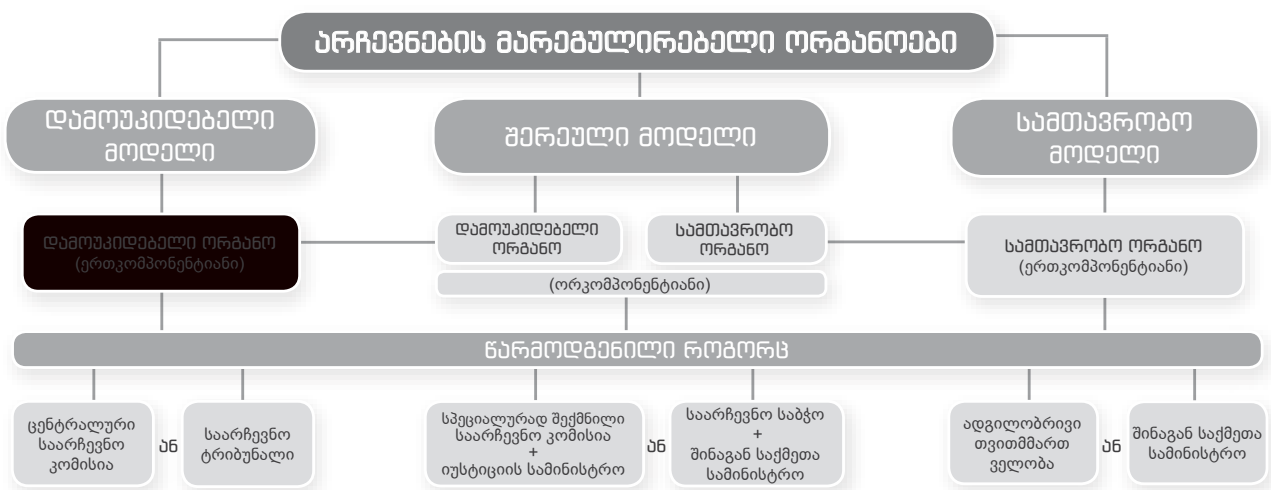 არჩევნების მარეგულირებელი ორგანოები
დამოუკიდებელი
მოდელი
შერეული მოდელი
სამთავრობო
მოდელი
დამოუკიდებელი ორგანო
(ერთკომპონენტიანი)
დამოუკიდებელი
ორგანო
სამთავრობო
ორგანო
(ორკომპონენტიანი)
სამთავრობო ორგანო
(ერთკომპონენტიანი)
წარმოდგენილი როგორც
ცენტრალური
საარჩევნო
კომისია
ან
საარჩევნო
ტრიბუნალი
სპეციალურად შექმნილი
საარჩევნო კომისია
+
იუსტიციის სამინისტრო
ან
საარჩევნო საბჭო
+
შინაგან საქმეთა
სამინისტრო
ადგილობრივი
თვითმმართ
ველობა
ან
შინაგან საქმეთა
სამინისტრო